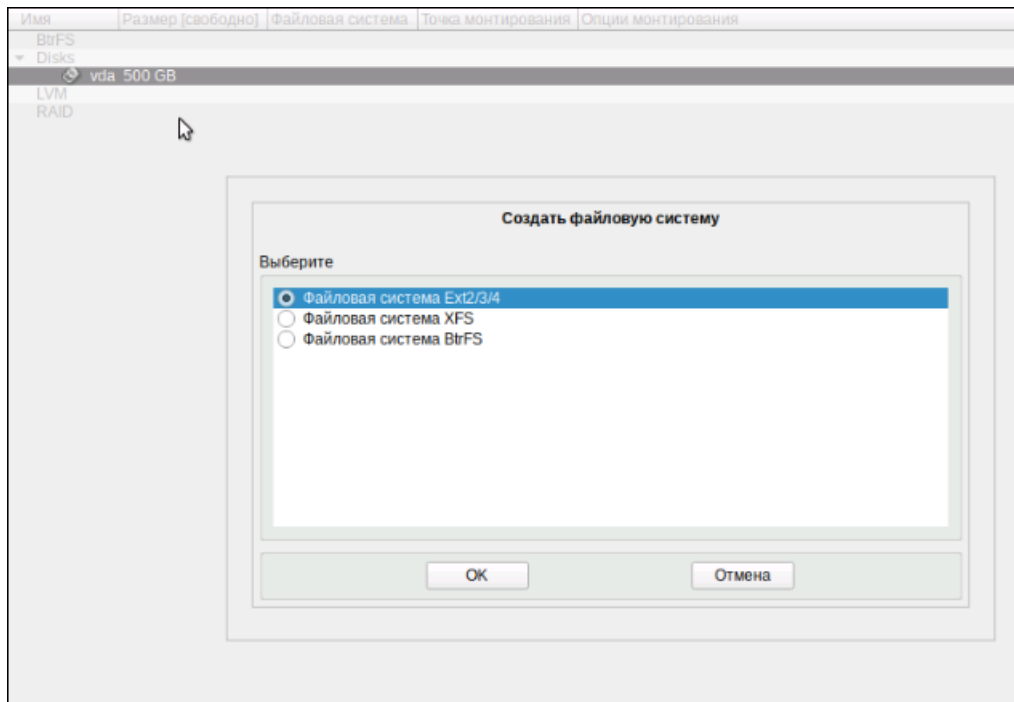 Имя Размер [свободно] Файловая система Точка монтирования Опции монтирования
BtrFS
Disks
vda 500 GB
LVM
RAID
Создать файловую систему
Выберите
Файловая система Ext2/3/4
Файловая система XFS
Файловая система BtrFS
OK Отмена